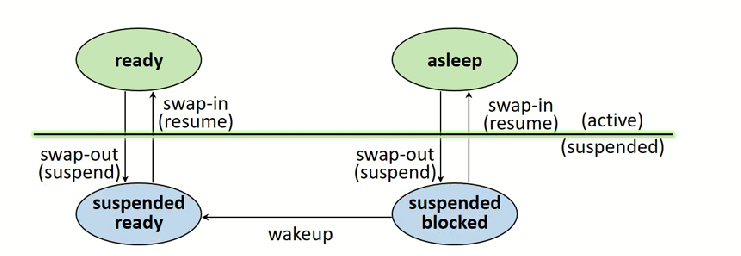 ready
asleep
swap-in
(resume)
swap-in
(resume)
(active)
(suspended)
swap-out
(suspend)
swap-out
(suspend)
suspended
ready
suspended
blocked
wakeup